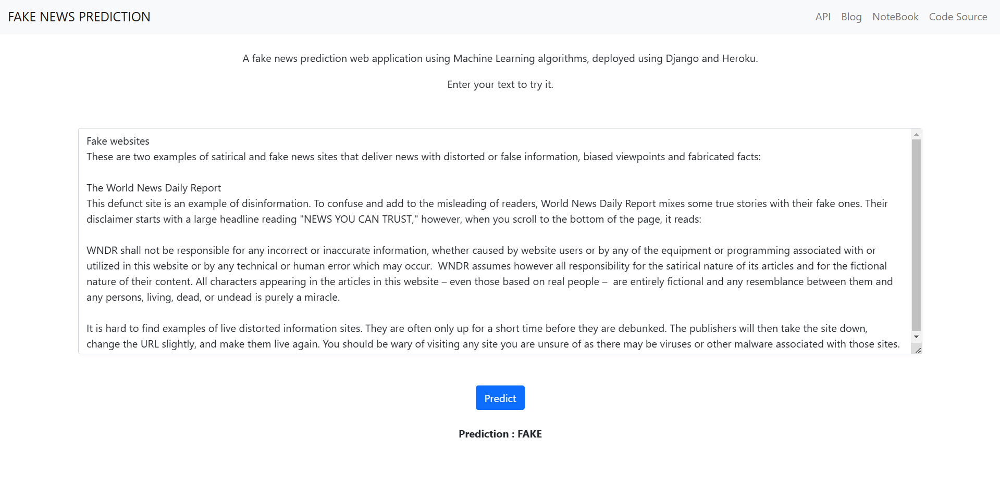 FAKE NEWS PREDICTION
API Blog NoteBook Code Source
A fake news prediction web application using Machine Learning algorithms, deployed using Django and Heroku.
Enter your text to try it.
Fake websites
These are two examples of satirical and fake news sites that deliver news with distorted or false information, biased viewpoints and fabricated facts:
The World News Daily Report
This defunct site is an example of disinformation. To confuse and add to the misleading of readers, World News Daily Report mixes some true stories with their fake ones. Their
disclaimer starts with a large headline reading "NEWS YOU CAN TRUST," however, when you scroll to the bottom of the page, it reads:
WNDR shall not be responsible for any incorrect or inaccurate information, whether caused by website users or by any of the equipment or programming associated with or
utilized in this website or by any technical or human error which may occur.  WNDR assumes however all responsibility for the satirical nature of its articles and for the fictional
nature of their content. All characters appearing in the articles in this website – even those based on real people –  are entirely fictional and any resemblance between them and
any persons, living, dead, or undead is purely a miracle.
It is hard to find examples of live distorted information sites. They are often only up for a short time before they are debunked. The publishers will then take the site down,
change the URL slightly, and make them live again. You should be wary of visiting any site you are unsure of as there may be viruses or other malware associated with those sites.
Predict
Prediction : FAKE